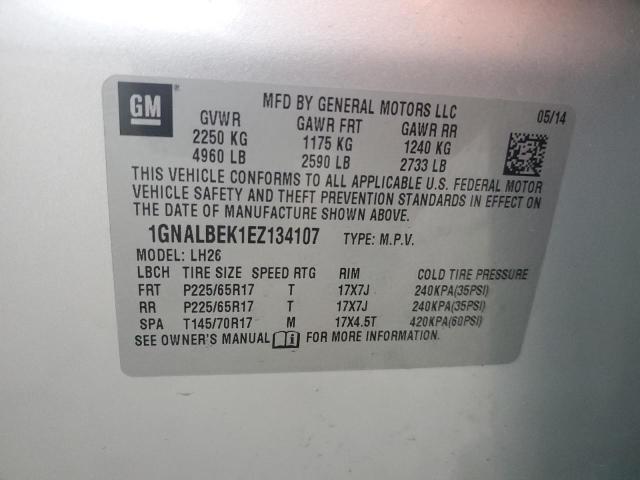 GM
MFD BY GENERAL MOTORS LLC
05/14
GVWR GAWR FRT GAWR RR
2250 KG 1175 KG 1240 KG
4960 LB 2590 LB 2733 LB
THIS VEHICLE CONFORMS TO ALL APPLICABLE U.S. FEDERAL MOTOR
VEHICLE SAFETY AND THEFT PREVENTION STANDARDS IN EFFECT ON
THE DATE OF MANUFACTURE SHOWN ABOVE.
1GNALBEK1EZ134107 TYPE: M.P.V.
MODEL: LH26
LBCH TIRE SIZE SPEED RTG RIM COLD TIRE PRESSURE
FRT P225/65R17 T 17X7J 240KPA(35PSI)
RR P225/65R17 T 17X7J 240KPA(35PSI)
SPA T145/70R17 M 17X4.5T 420KPA(60PSI)
SEE OWNER'S MANUAL i FOR MORE INFORMATION.